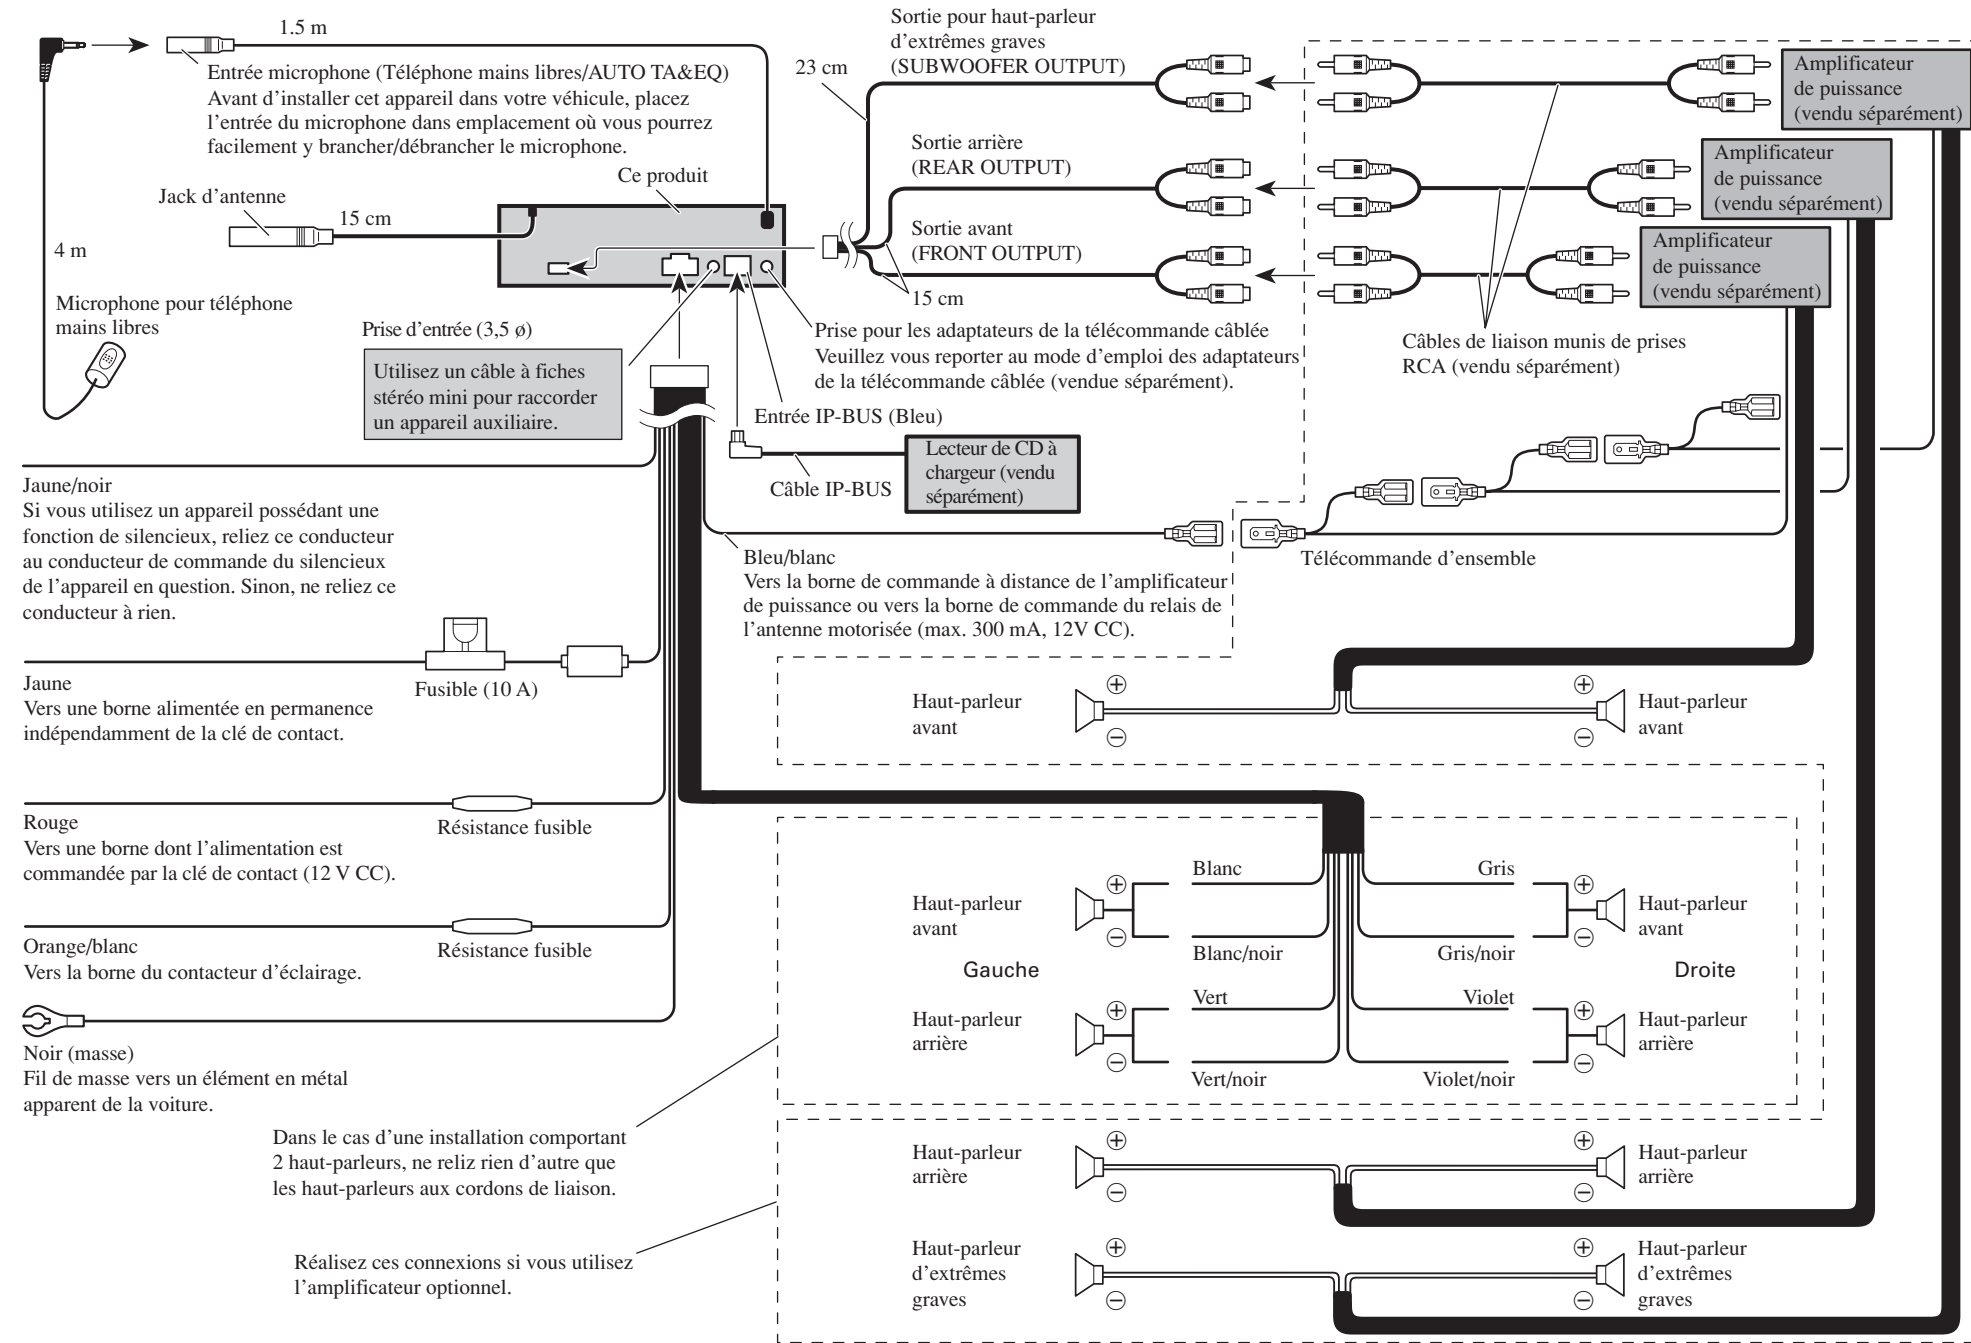 1.5 m
Entrée microphone (Téléphone mains libres/AUTO TA&EQ)
Avant d'installer cet appareil dans votre véhicule, placez
l'entrée du microphone dans emplacement où vous pourrez
facilement y brancher/débrancher le microphone.
Jack d'antenne
15 cm
Ce produit
4 m
Microphone pour téléphone
mains libres
Sortie pour haut-parleur
d'extrêmes graves
(SUBWOOFER OUTPUT)
23 cm
Sortie arrière
(REAR OUTPUT)
Sortie avant
(FRONT OUTPUT)
15 cm
Amplificateur
de puissance
(vendu séparément)
Amplificateur
de puissance
(vendu séparément)
Amplificateur
de puissance
(vendu séparément)
Câbles de liaison munis de prises
RCA (vendu séparément)
Prise d'entrée (3,5 ø)
Utilisez un câble à fiches
stéréo mini pour raccorder
un appareil auxiliaire.
Prise pour les adaptateurs de la télécommande câblée
Veuillez vous reporter au mode d'emploi des adaptateurs
de la télécommande câblée (vendue séparément).
Entrée IP-BUS (Bleu)
Câble IP-BUS
Lecteur de CD à
chargeur (vendu
séparément)
Jaune/noir
Si vous utilisez un appareil possédant une
fonction de silencieux, reliez ce conducteur
au conducteur de commande du silencieux
de l'appareil en question. Sinon, ne reliez ce
conducteur à rien.
Bleu/blanc
Vers la borne de commande à distance de l'amplificateur
de puissance ou vers la borne de commande du relais de
l'antenne motorisée (max. 300 mA, 12V CC).
Télécommande d'ensemble
Jaune
Vers une borne alimentée en permanence
indépendamment de la clé de contact.
Fusible (10 A)
Haut-parleur
avant
⊕
⊖
⊕
⊖
Haut-parleur
avant
Rouge
Vers une borne dont l'alimentation est
commandée par la clé de contact (12 V CC).
Résistance fusible
Orange/blanc
Vers la borne du contacteur d'éclairage.
Résistance fusible
Noir (masse)
Fil de masse vers un élément en métal
apparent de la voiture.
Haut-parleur
avant
⊕
⊖
Blanc
Blanc/noir
Gris
Gris/noir
⊕
⊖
Haut-parleur
avant
Gauche
Droite
Haut-parleur
arrière
⊕
⊖
Vert
Vert/noir
Violet
Violet/noir
⊕
⊖
Haut-parleur
arrière
Dans le cas d'une installation comportant
2 haut-parleurs, ne reliz rien d'autre que
les haut-parleurs aux cordons de liaison.
Haut-parleur
arrière
⊕
⊖
⊕
⊖
Haut-parleur
arrière
Réalisez ces connexions si vous utilisez
l'amplificateur optionnel.
Haut-parleur
d'extrêmes
graves
⊕
⊖
⊕
⊖
Haut-parleur
d'extrêmes
graves